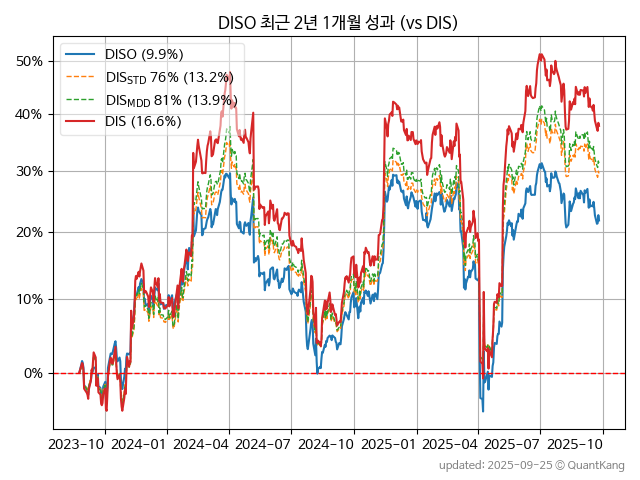 DISO 최근 2년 1개월 성과 (vs DIS)
DISO (9.9%)
DIS_STD 76% (13.2%)
DIS_MDD 81% (13.9%)
DIS (16.6%)
50%
40%
30%
20%
10%
0%
2023-10 2024-01 2024-04 2024-07 2024-10 2025-01 2025-04 2025-07 2025-10
updated: 2025-09-25 © QuantKang